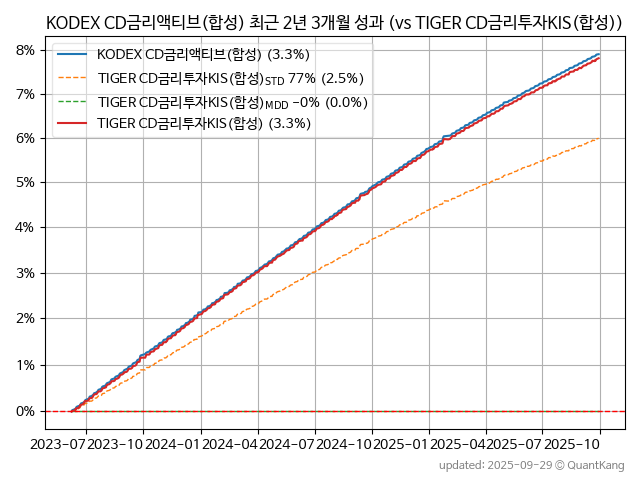 KODEX CD금리액티브(합성) 최근 2년 3개월 성과 (vs TIGER CD금리투자KIS(합성))
KODEX CD금리액티브(합성) (3.3%)
TIGER CD금리투자KIS(합성)STD 77% (2.5%)
TIGER CD금리투자KIS(합성)MDD −0% (0.0%)
TIGER CD금리투자KIS(합성) (3.3%)
8%
7%
6%
5%
4%
3%
2%
1%
0%
2023-07 2023-10 2024-01 2024-04 2024-07 2024-10 2025-01 2025-04 2025-07 2025-10
updated: 2025-09-29 © QuantKang